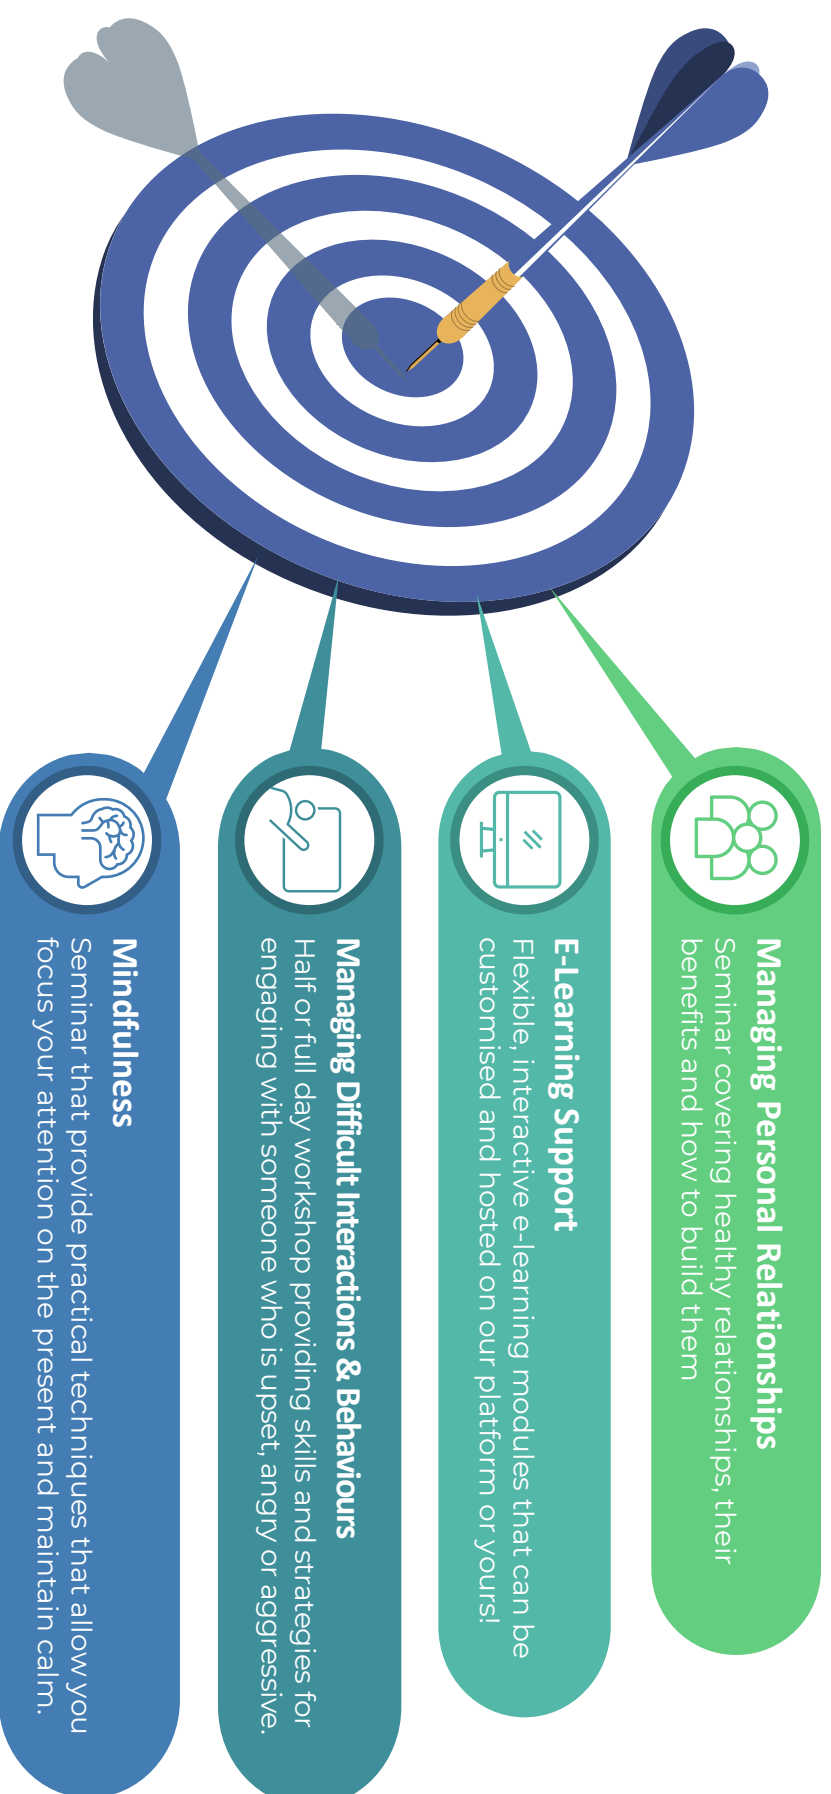 Managing Personal Relationships
Seminar covering healthy relationships, their
benefits and how to build them
E-Learning Support
Flexible, interactive e-learning modules that can be
customised and hosted on our platform or yours!
Managing Difficult Interactions & Behaviours
Half or full day workshop providing skills and strategies for
engaging with someone who is upset, angry or aggressive.
Mindfulness
Seminar that provide practical techniques that allow you
focus your attention on the present and maintain calm.